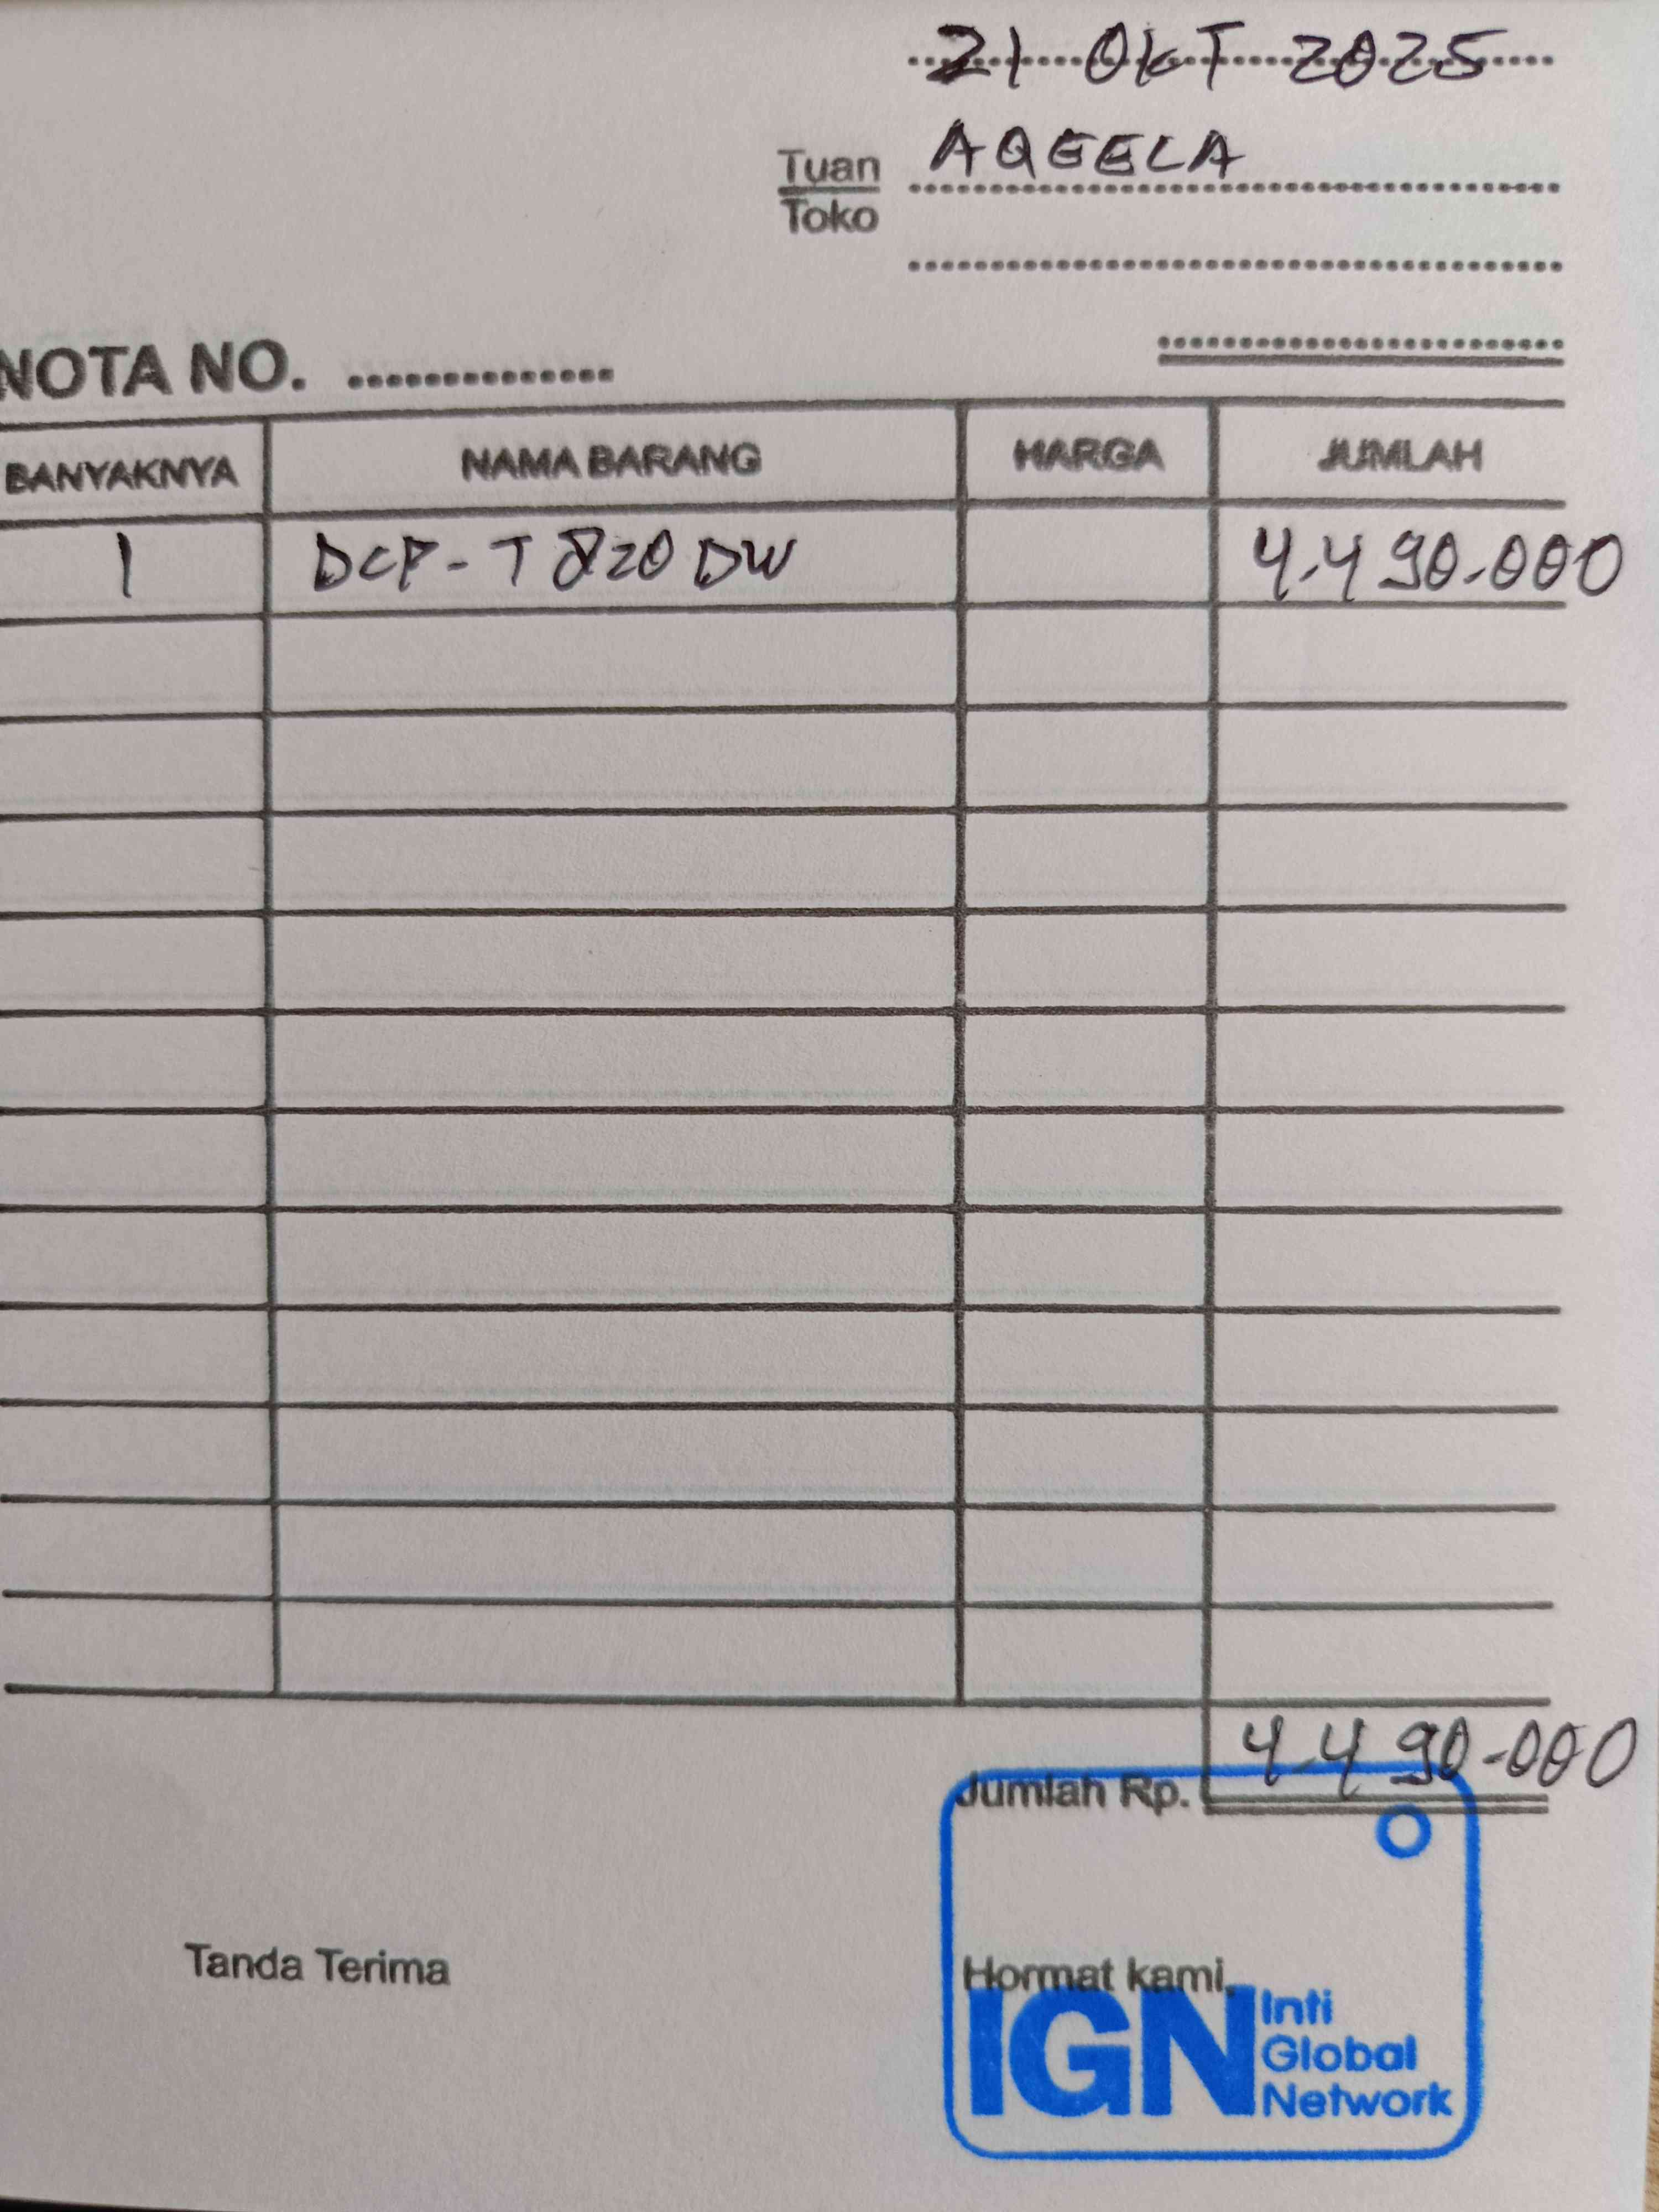 21 OKT 2025
Tuan AQEELA
Toko
NOTA NO. ..............
BANYAKNYA NAMA BARANG HARGA JUMLAH
1 DCP-T820DW 4.490.000
Jumlah Rp. 4.490.000
Tanda Terima Hormat kami,
IGN Inti
Global
Network